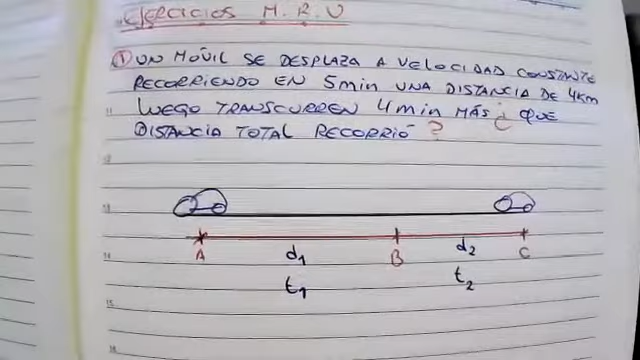 EJERCICIOS M.R.U
① UN MÓVIL SE DESPLAZA A VELOCIDAD CONSTANTE
RECORRIENDO EN 5min UNA DISTANCIA DE 4Km
LUEGO TRANSCURREN 4min MÁS ¿ QUE
DISTANCIA TOTAL RECORRIÓ ?
A d₁ B d₂ C
t₁ t₂